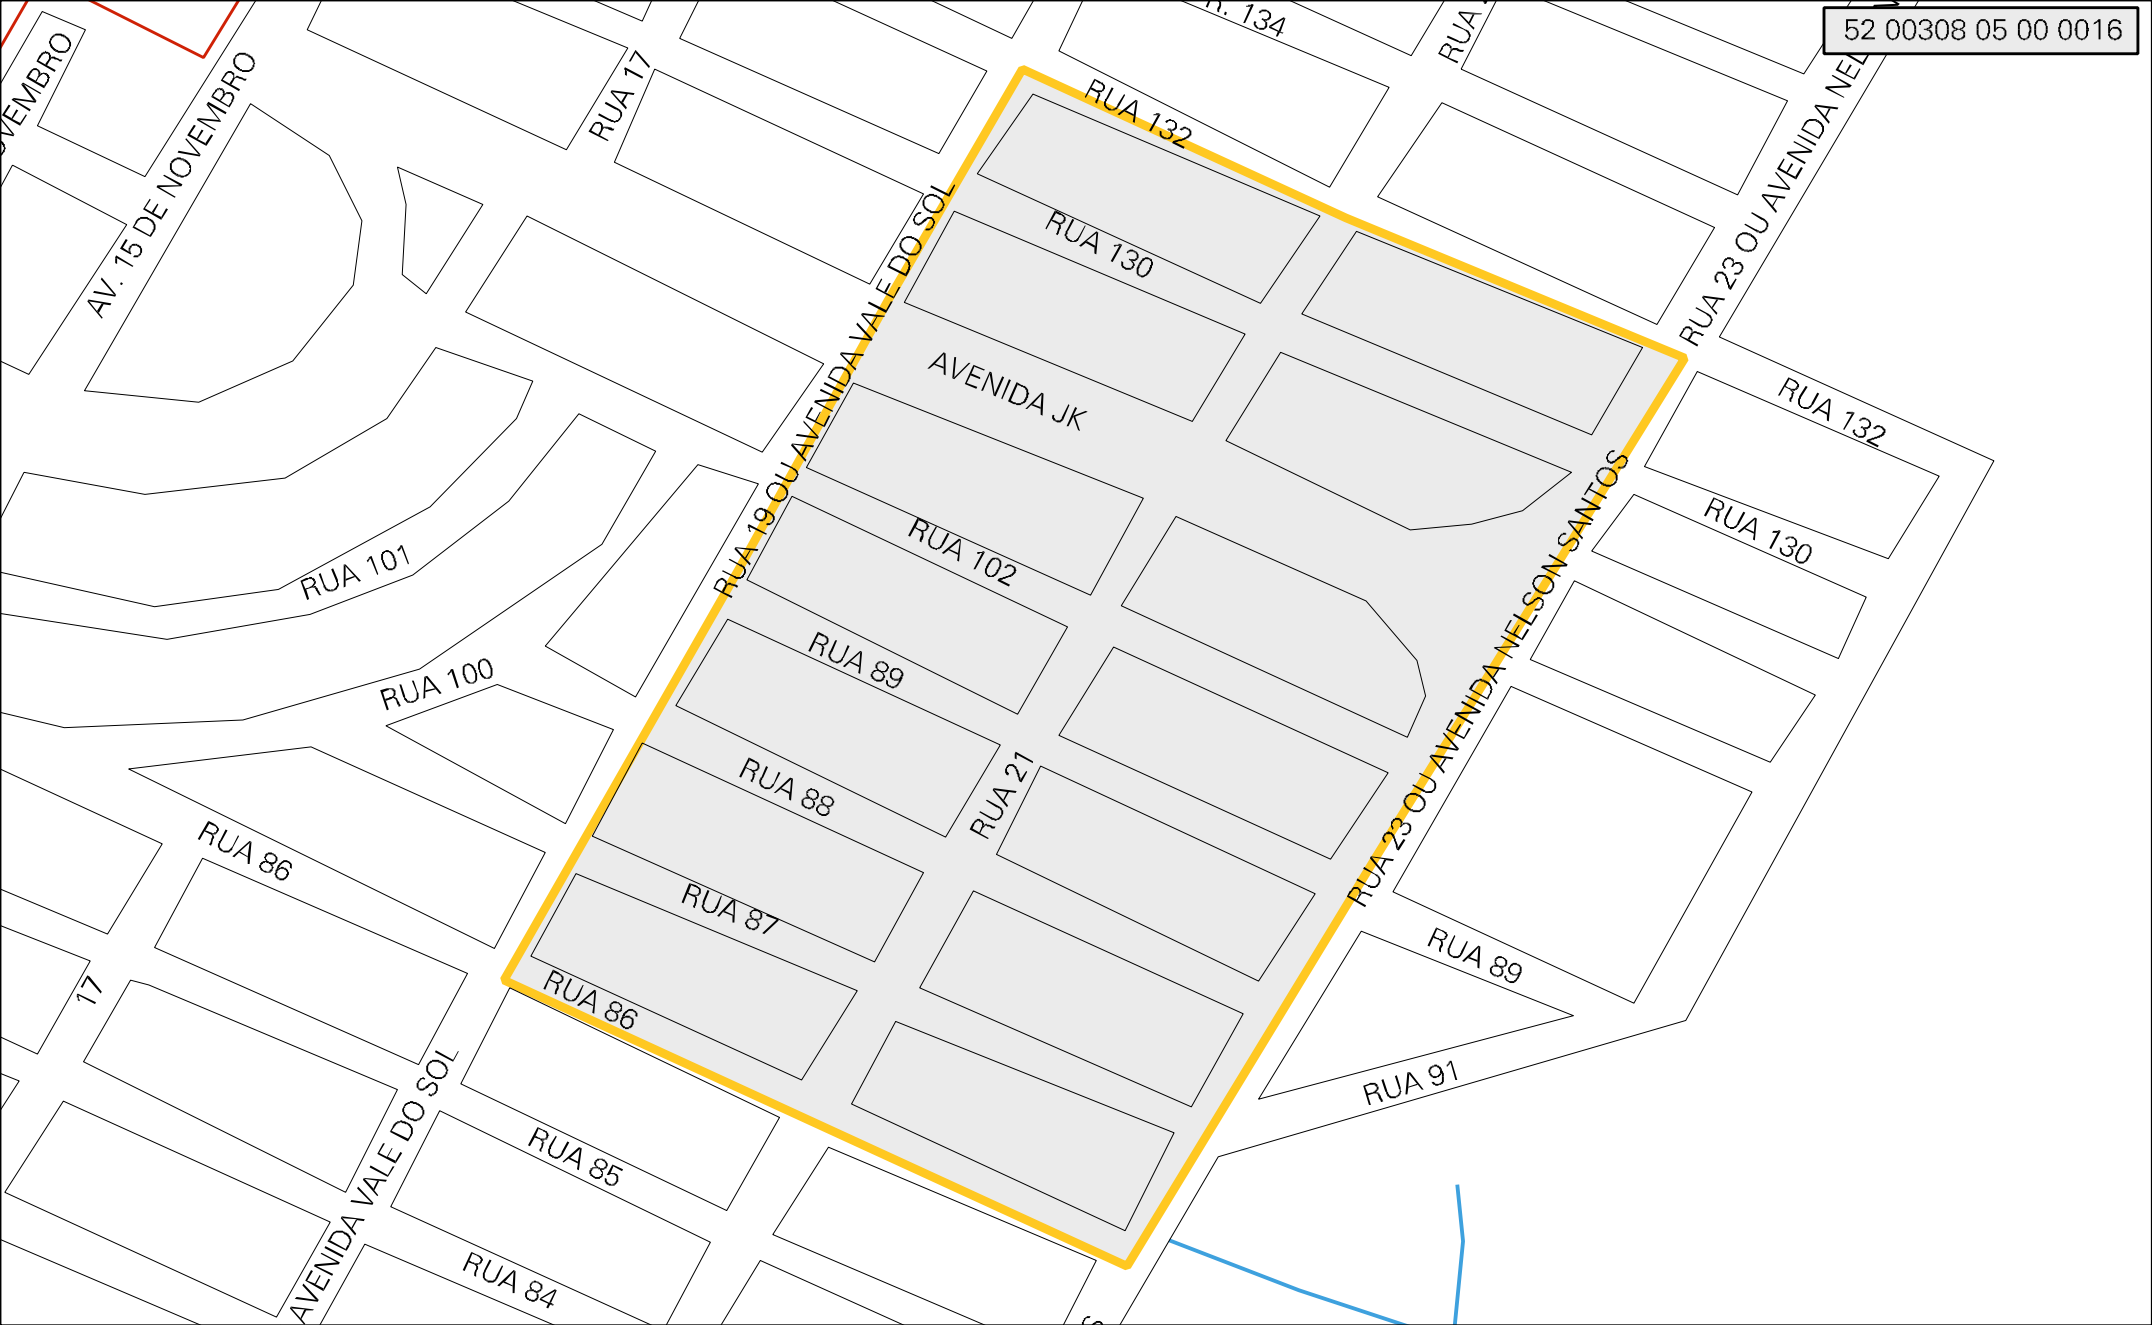 R. 134
RUA
52 00308 05 00 0016
RUA 17
RUA 132
AV. 15 DE NOVEMBRO
RUA 130
RUA 19 OU AVENIDA VALE DO SOL
RUA 23 OU AVENIDA NEL
AVENIDA JK
RUA 132
RUA 130
RUA 102
RUA 101
RUA 89
RUA 100
RUA 23 OU AVENIDA NELSON SANTOS
RUA 88
RUA 21
RUA 86
RUA 87
RUA 89
17
RUA 86
RUA 91
AVENIDA VALE DO SOL
RUA 85
RUA 84